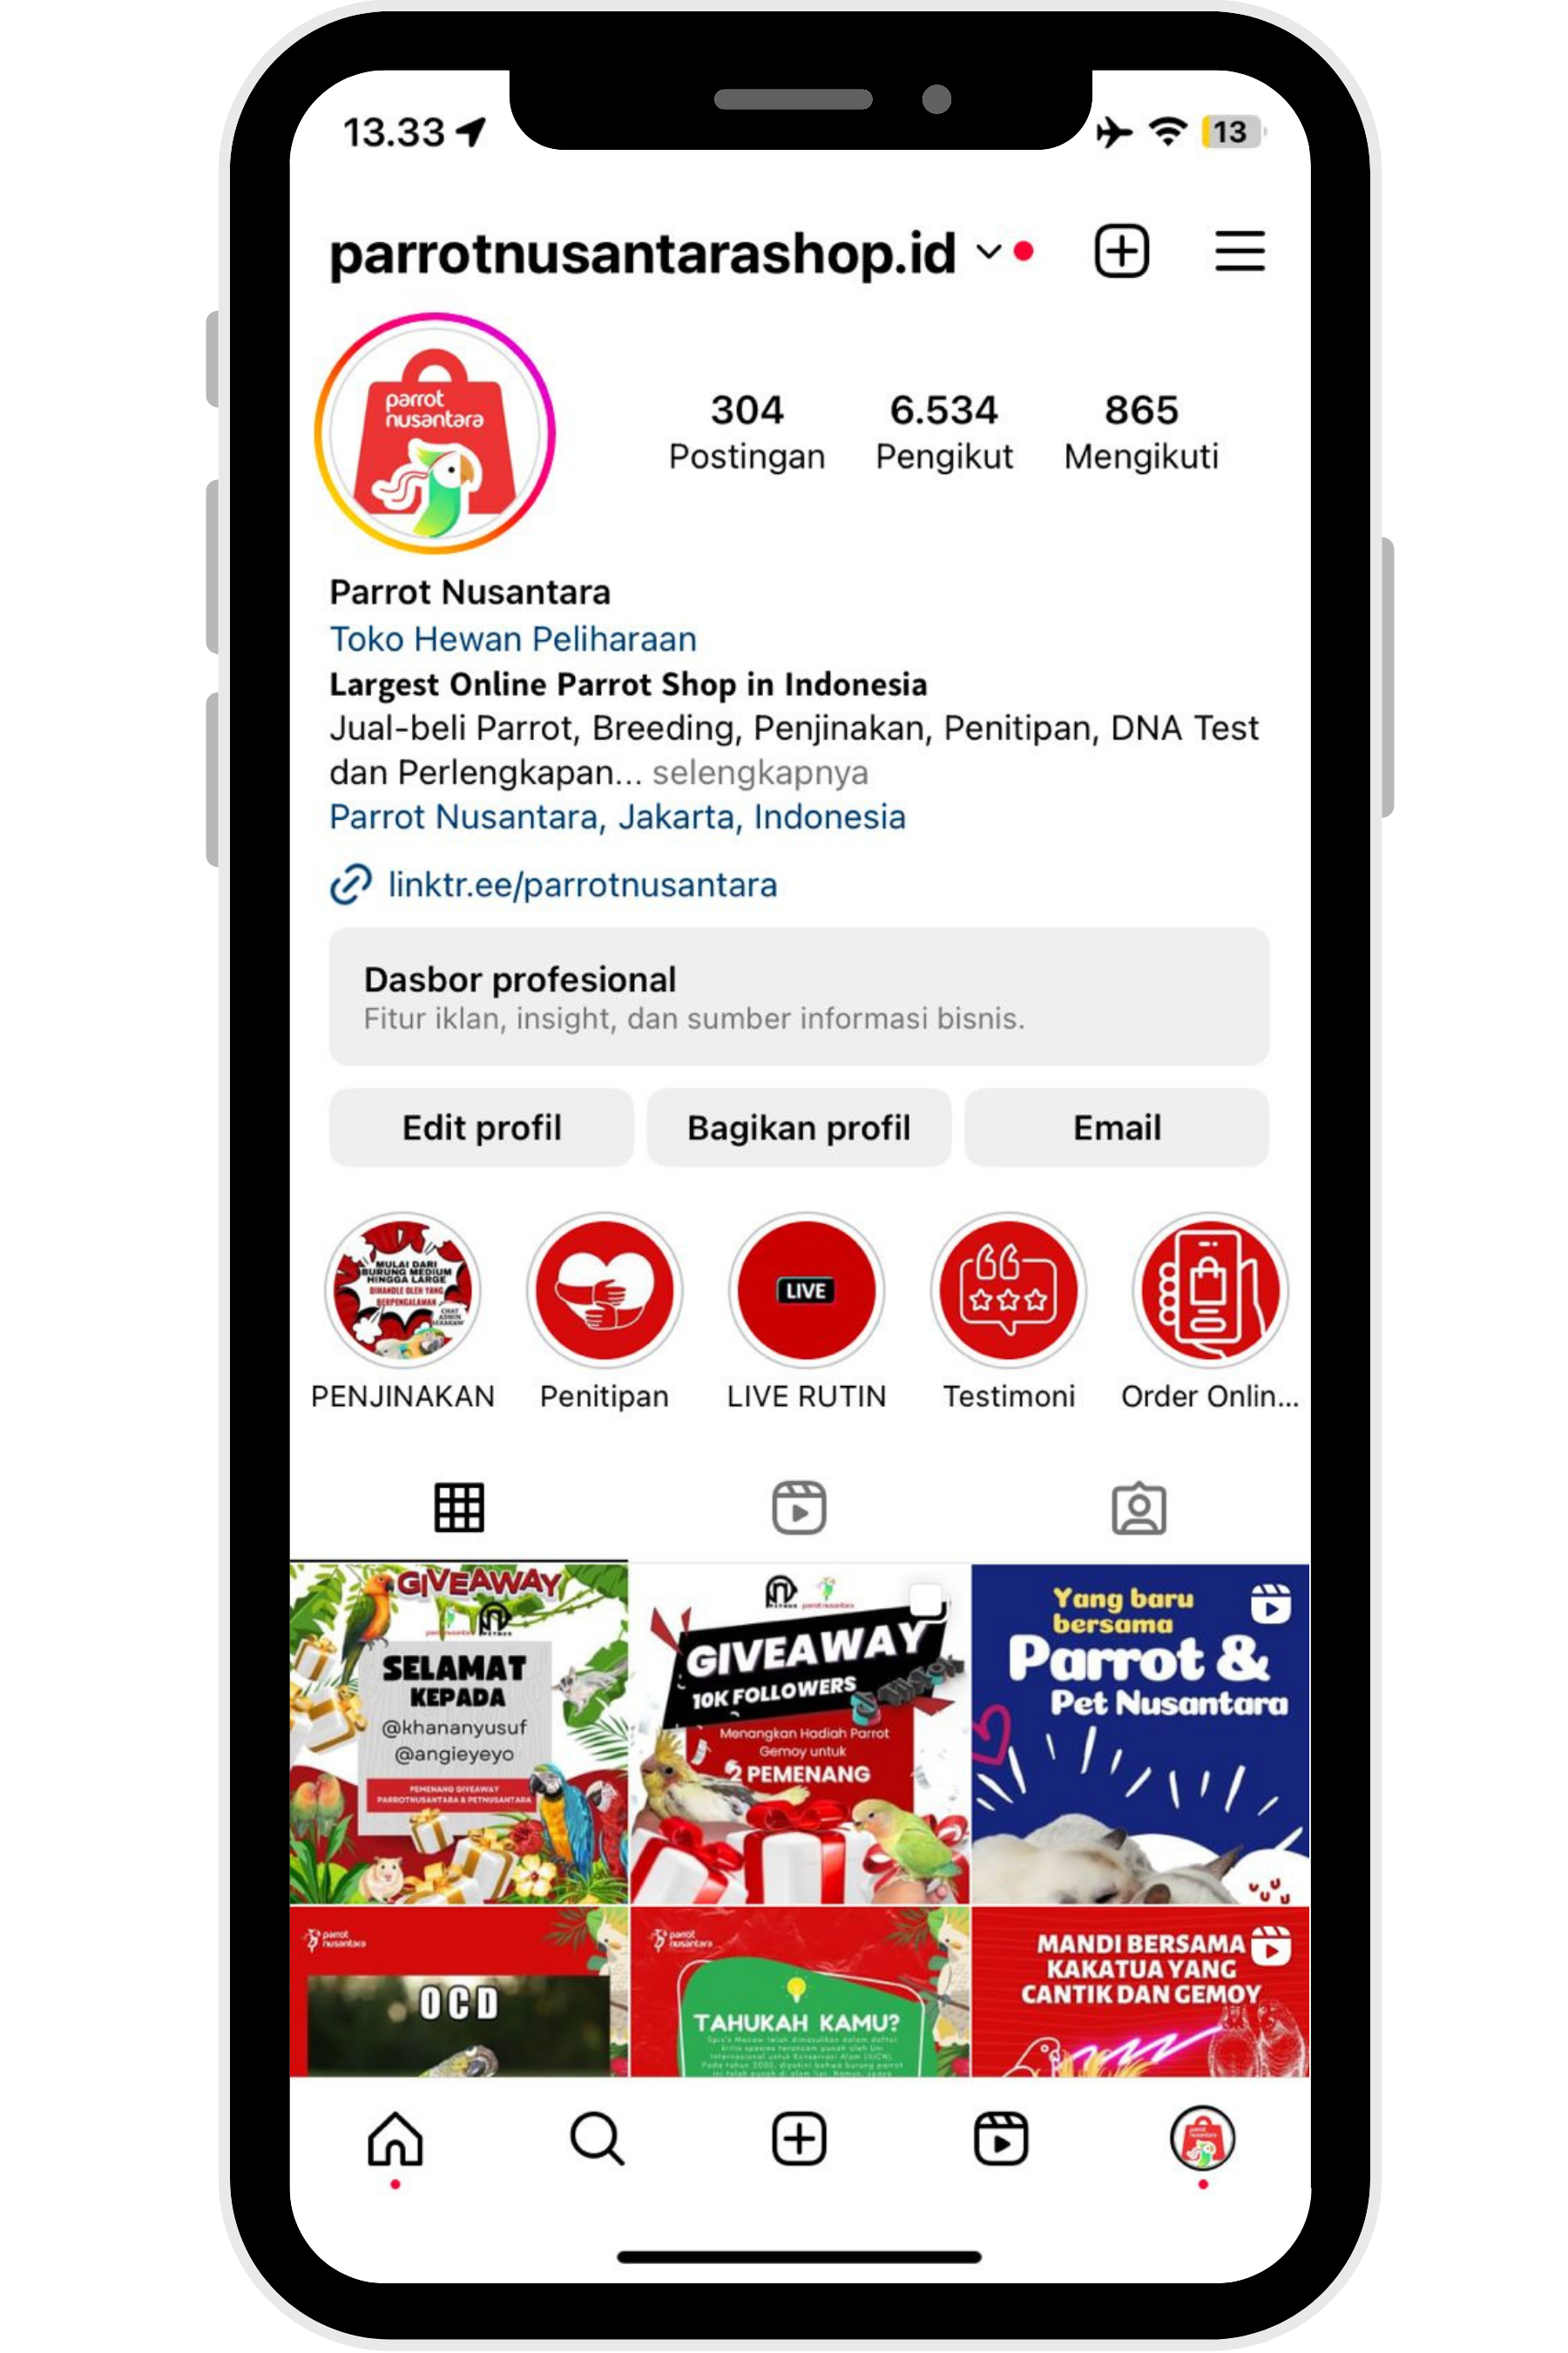 13.33
13
parrotnusantarashop.id
parrot
nusantara
304
6.534
865
Postingan
Pengikut
Mengikuti
Parrot Nusantara
Toko Hewan Peliharaan
Largest Online Parrot Shop in Indonesia
Jual-beli Parrot, Breeding, Penjinakan, Penitipan, DNA Test
dan Perlengkapan... selengkapnya
Parrot Nusantara, Jakarta, Indonesia
linktr.ee/parrotnusantara
Dasbor profesional
Fitur iklan, insight, dan sumber informasi bisnis.
Edit profil
Bagikan profil
Email
MULAI DARI
BURUNG MEDIUM
HINGGA LARGE
DIHANDLE OLEH YANG
BERPENGALAMAN
CHAT
ADMIN
SEKARANG
LIVE
PENJINAKAN
Penitipan
LIVE RUTIN
Testimoni
Order Onlin...
GIVEAWAY
SELAMAT
KEPADA
@khananyusuf
@angieyeyo
PEMENANG GIVEAWAY
PARROTNUSANTARA & PETNUSANTARA
GIVEAWAY
10K FOLLOWERS
Menangkan Hadiah Parrot
Gemoy untuk
2 PEMENANG
Yang baru
bersama
Parrot &
Pet Nusantara
parrot
nusantara
OCD
parrot
nusantara
TAHUKAH KAMU?
MANDI BERSAMA
KAKATUA YANG
CANTIK DAN GEMOY